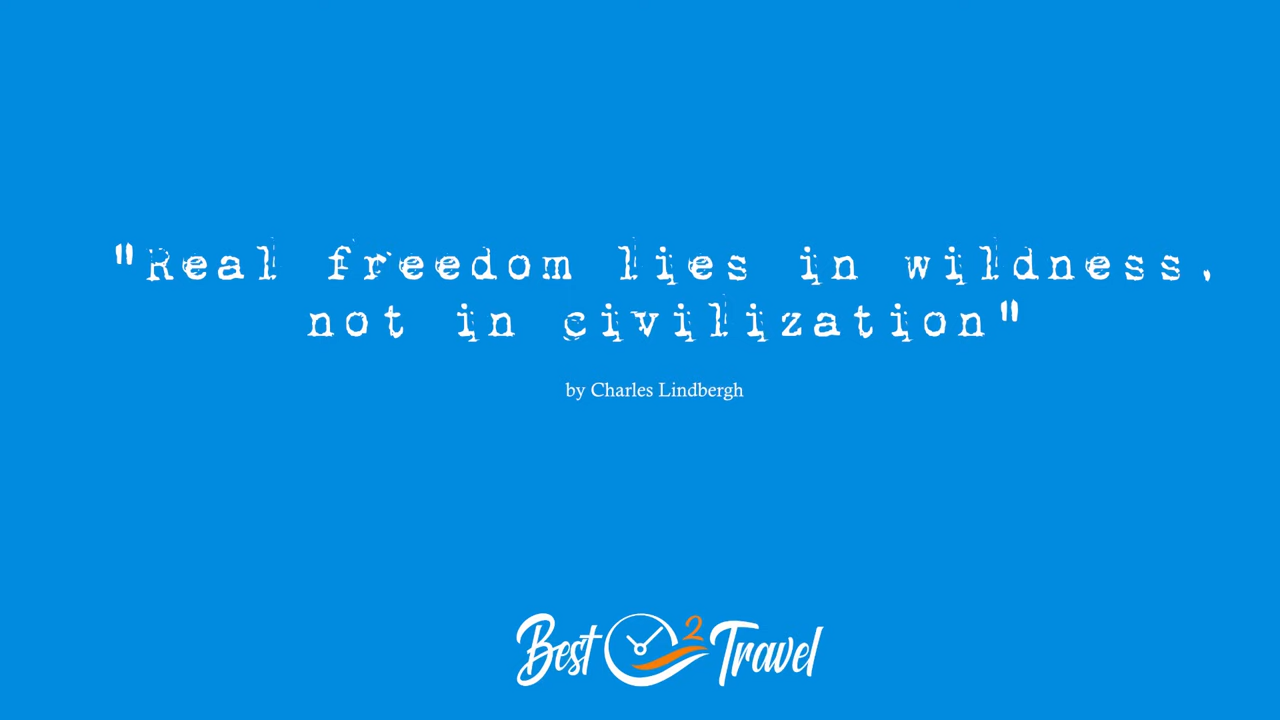 "Real freedom lies in wildness,
not in civilization"
by Charles Lindbergh
Best 2 Travel